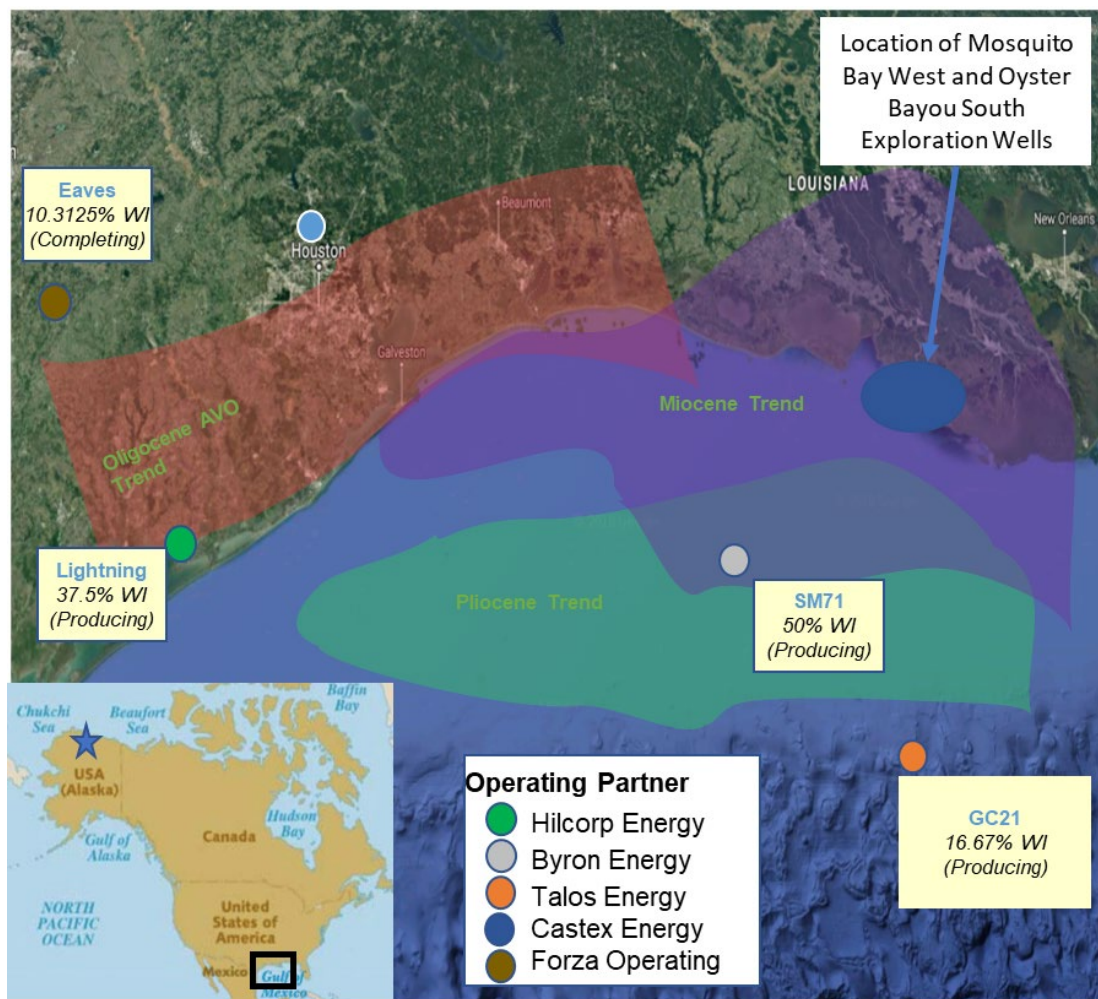 Location of Mosquito
Bay West and Oyster
Bayou South
Exploration Wells
Eaves
10.3125% WI
(Completing)
LOUISIANA
Beaumont
New Orleans
Houston
Galveston
Oligocene AVO
Trend
Miocene Trend
Lightning
37.5% WI
(Producing)
Pliocene Trend
SM71
50% WI
(Producing)
GC21
16.67% WI
(Producing)
Operating Partner
Hilcorp Energy
Byron Energy
Talos Energy
Castex Energy
Forza Operating
Chukchi
Sea
Beaufort
Sea
Baffin
Bay
USA
(Alaska)
Gulf of
Alaska
Canada
Hudson
Bay
NORTH
PACIFIC
OCEAN
United
States of
America
Mexico
Gulf of
Mexico